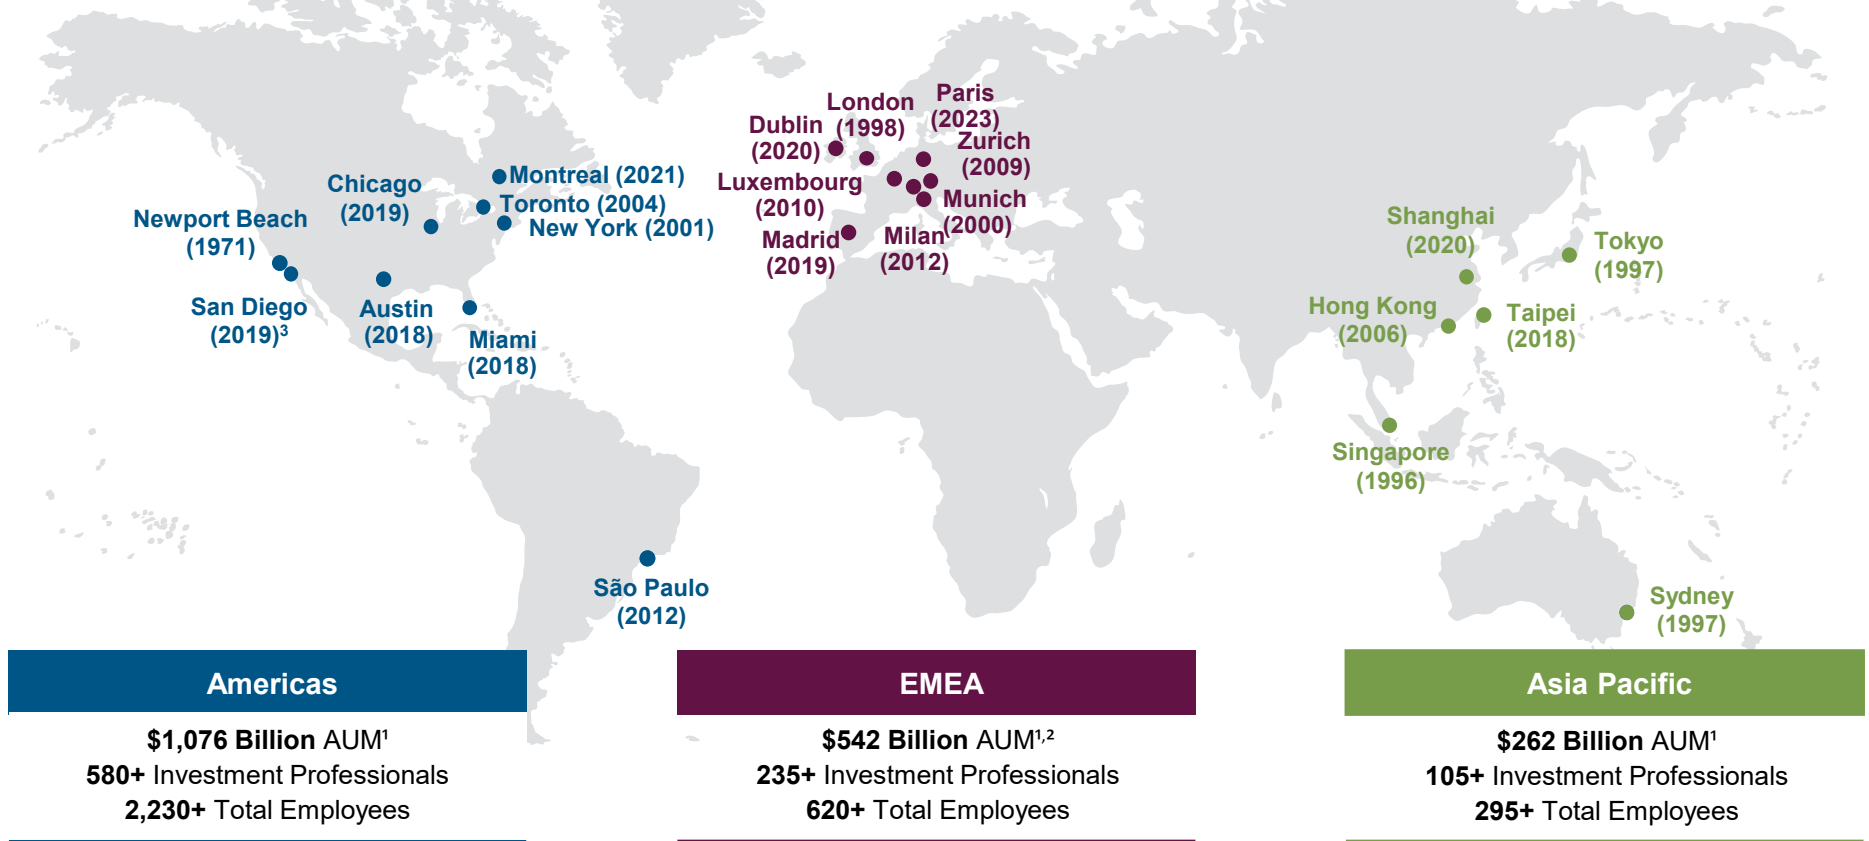 Paris
(2023)
London
(1998)
Dublin
(2020)
Zurich
(2009)
Luxembourg
(2010)
Munich
(2000)
Madrid
(2019)
Milan
(2012)
Montreal (2021)
Chicago
(2019)
Toronto (2004)
New York (2001)
Newport Beach
(1971)
San Diego
(2019)³
Austin
(2018)
Miami
(2018)
São Paulo
(2012)
Shanghai
(2020)
Tokyo
(1997)
Hong Kong
(2006)
Taipei
(2018)
Singapore
(1996)
Sydney
(1997)
Americas
$1,076 Billion AUM¹
580+ Investment Professionals
2,230+ Total Employees
EMEA
$542 Billion AUM¹,²
235+ Investment Professionals
620+ Total Employees
Asia Pacific
$262 Billion AUM¹
105+ Investment Professionals
295+ Total Employees